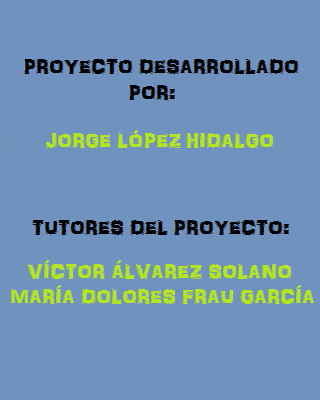 PROYECTO DESARROLLADO
POR:
JORGE LÓPEZ HIDALGO
TUTORES DEL PROYECTO:
VÍCTOR ÁLVAREZ SOLANO
MARÍA DOLORES FRAU GARCÍA